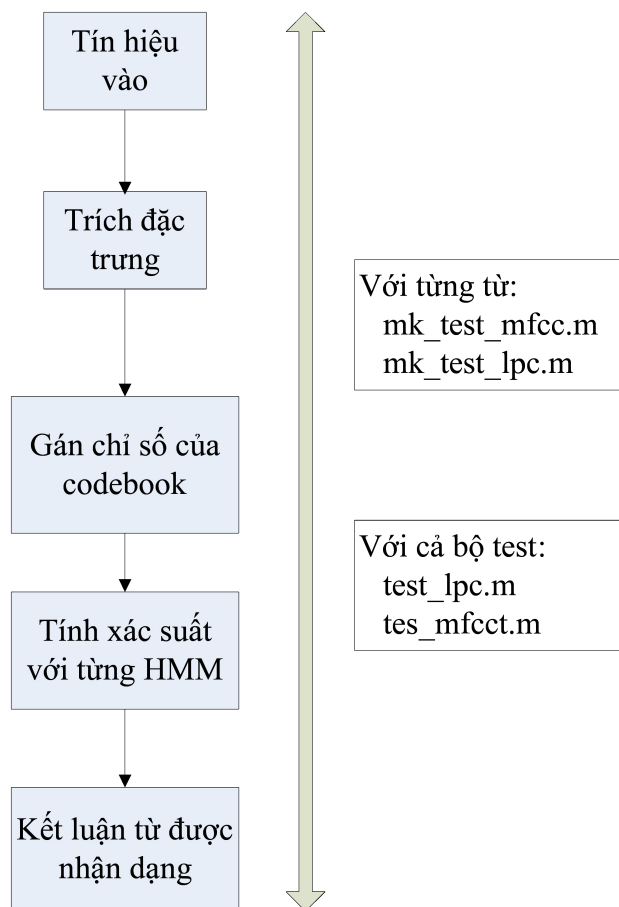 Tín hiệu
vào
Trích đặc
trưng
Gán chỉ số của
codebook
Tính xác suất
với từng HMM
Kết luận từ được
nhận dạng
Với từng từ:
mk_test_mfcc.m
mk_test_lpc.m
Với cả bộ test:
test_lpc.m
tes_mfcct.m